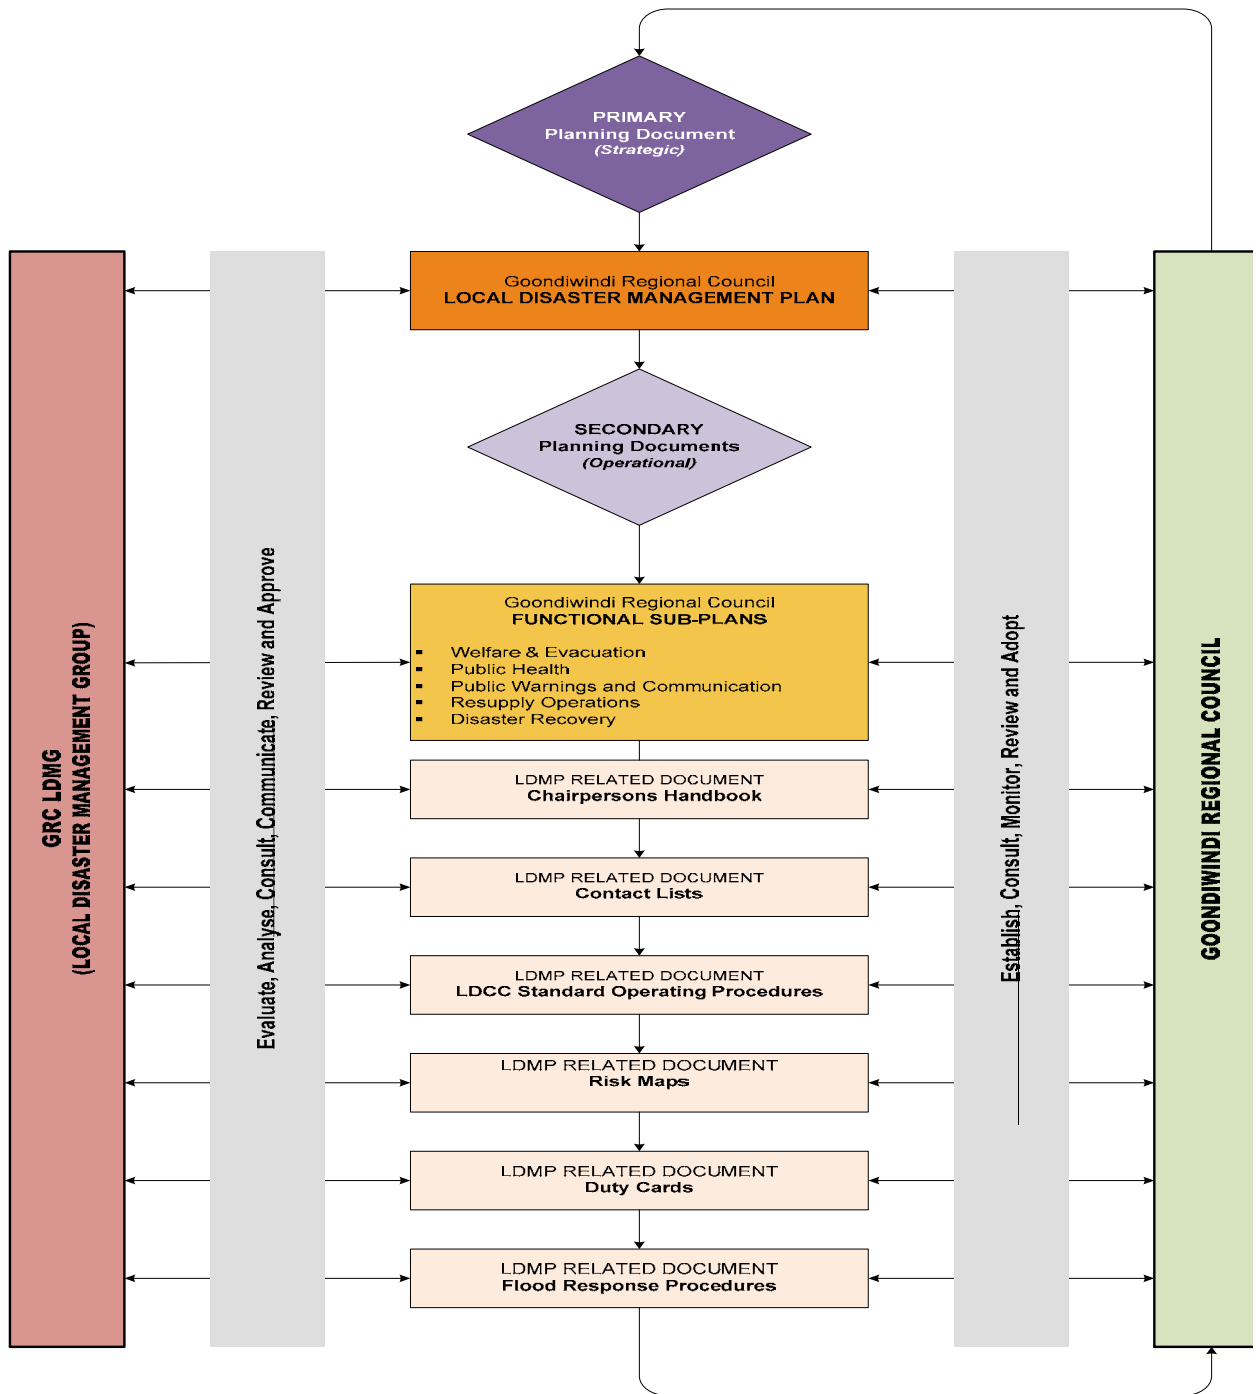 PRIMARY
Planning Document
(Strategic)
Goondiwindi Regional Council
LOCAL DISASTER MANAGEMENT PLAN
SECONDARY
Planning Documents
(Operational)
Goondiwindi Regional Council
FUNCTIONAL SUB-PLANS
▪ Welfare & Evacuation
▪ Public Health
▪ Public Warnings and Communication
▪ Resupply Operations
▪ Disaster Recovery
LDMP RELATED DOCUMENT
Chairpersons Handbook
LDMP RELATED DOCUMENT
Contact Lists
LDMP RELATED DOCUMENT
LDCC Standard Operating Procedures
LDMP RELATED DOCUMENT
Risk Maps
LDMP RELATED DOCUMENT
Duty Cards
LDMP RELATED DOCUMENT
Flood Response Procedures
GRC LDMG
(LOCAL DISASTER MANAGEMENT GROUP)
Evaluate, Analyse, Consult, Communicate, Review and Approve
Establish, Consult, Monitor, Review and Adopt
GOONDIWINDI REGIONAL COUNCIL